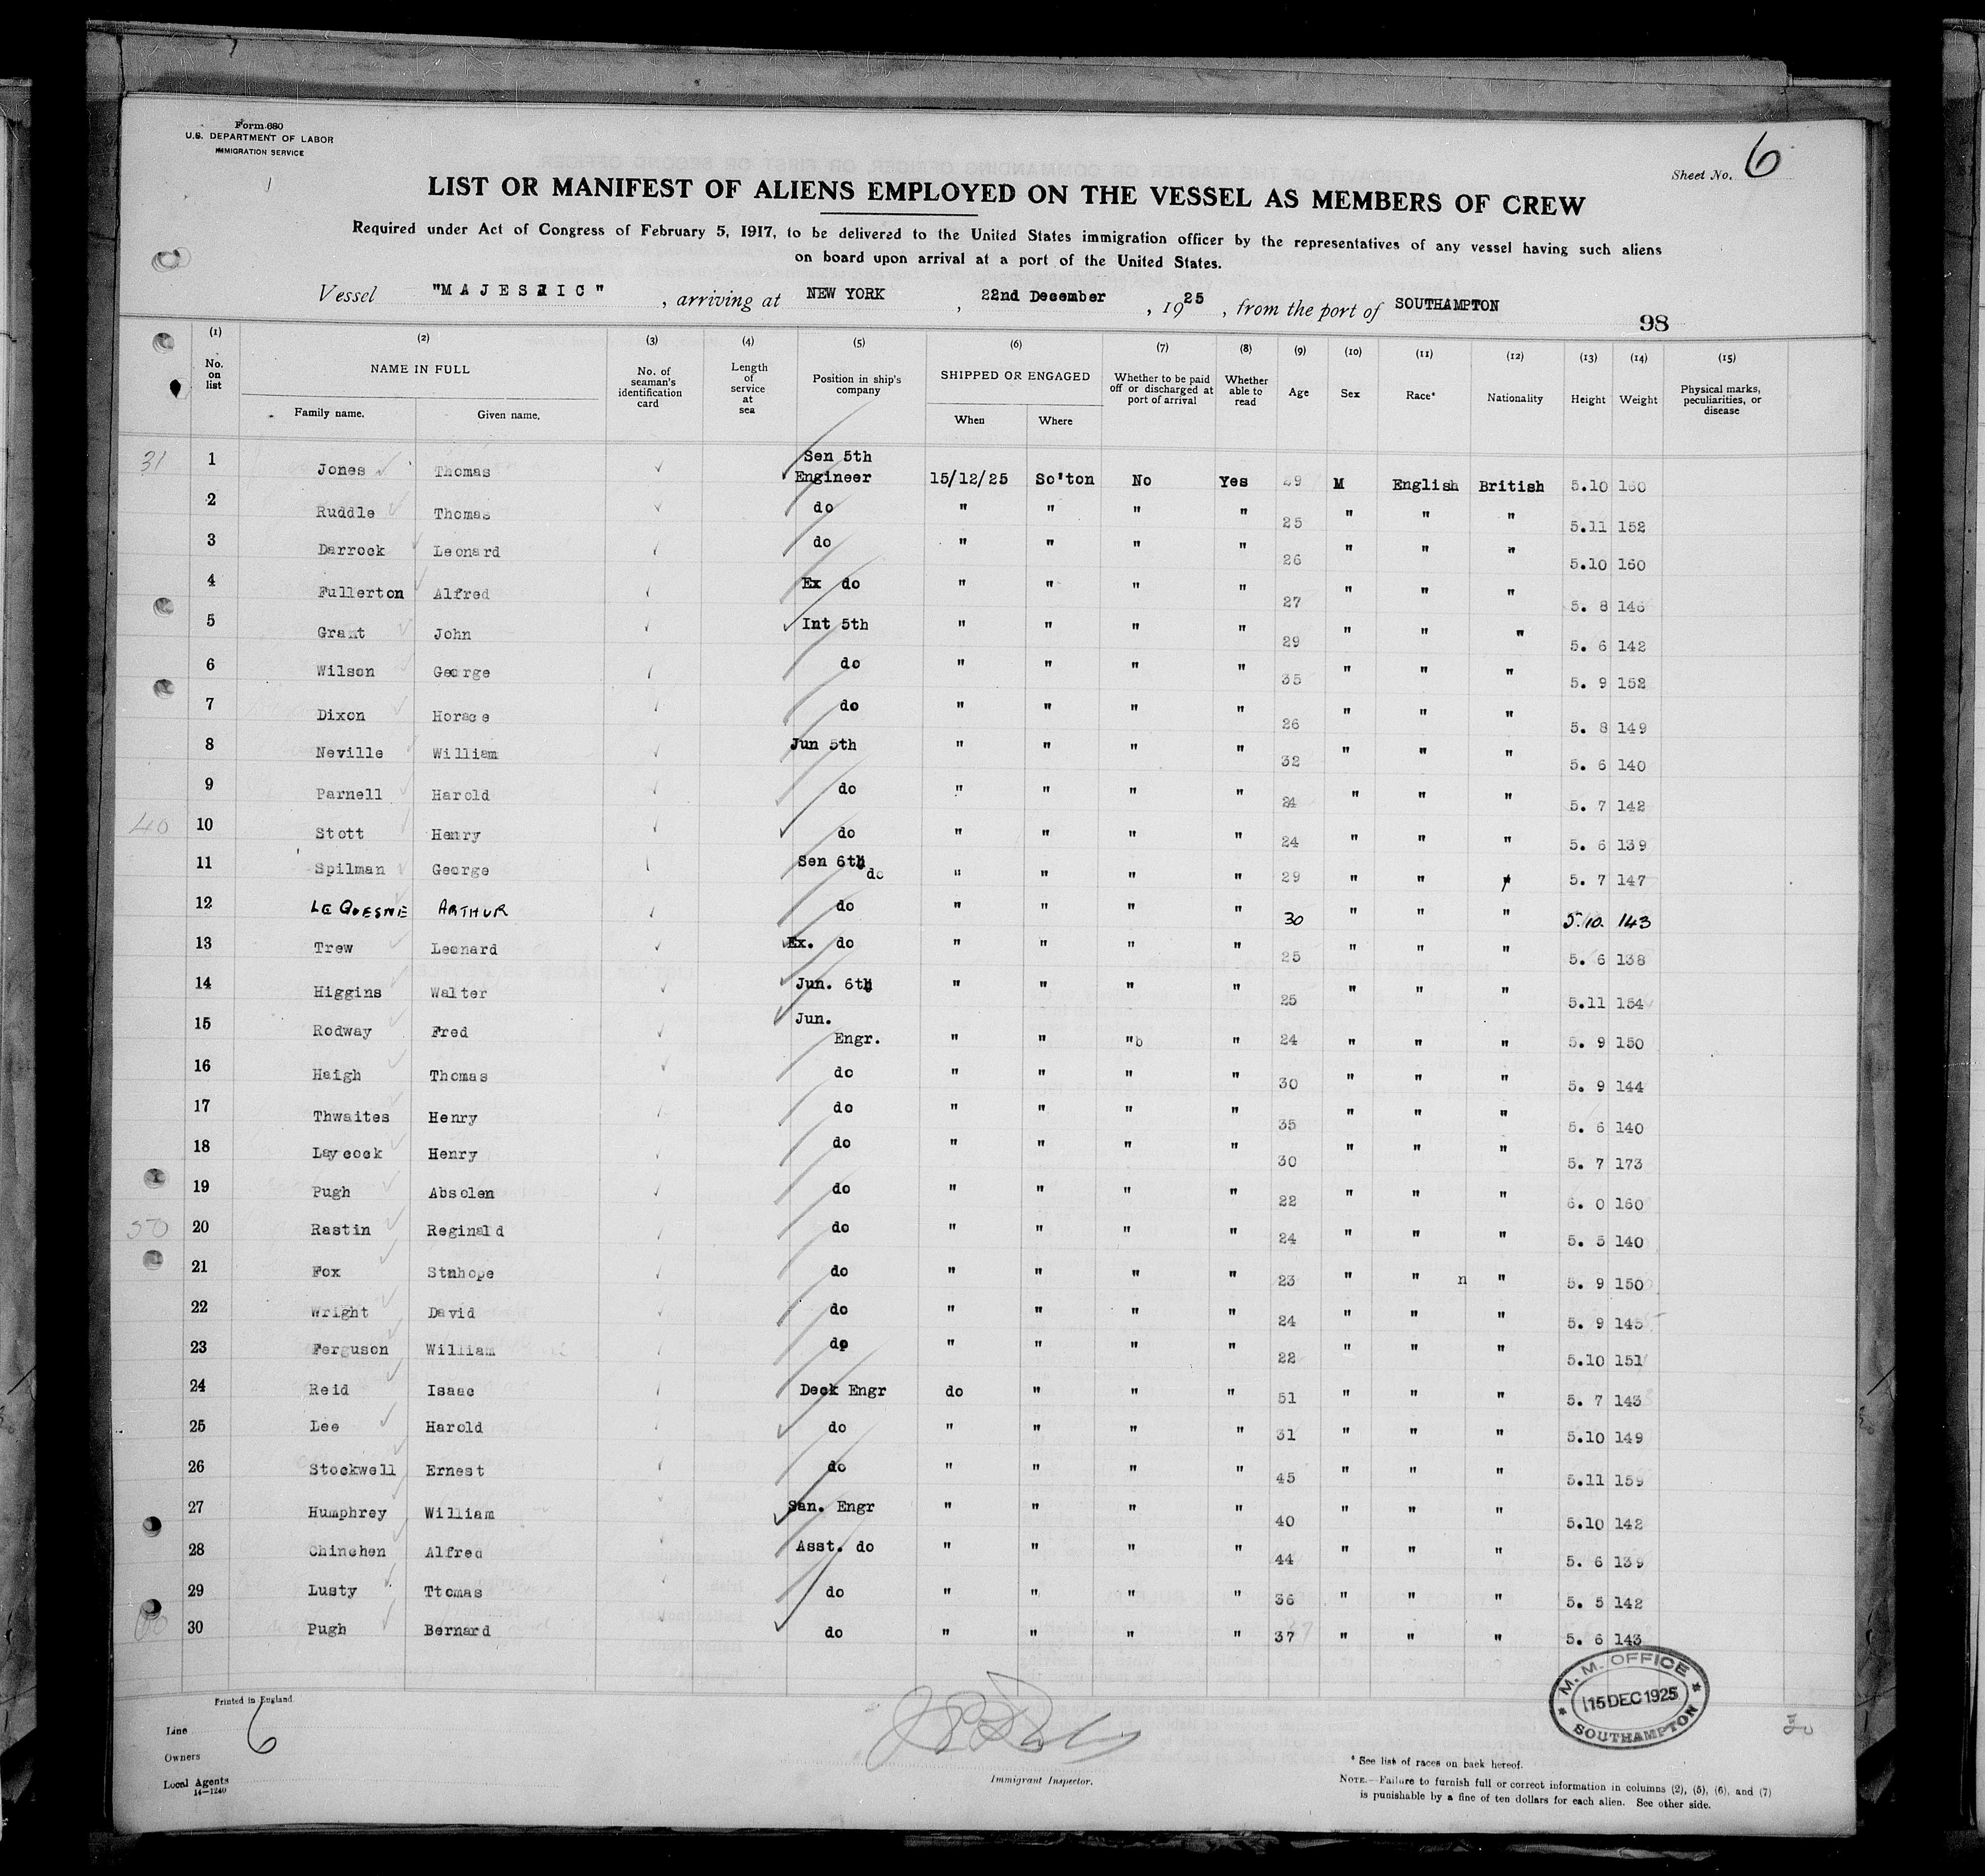 Form 680
U.S. DEPARTMENT OF LABOR
IMMIGRATION SERVICE
Sheet No. 6
LIST OR MANIFEST OF ALIENS EMPLOYED ON THE VESSEL AS MEMBERS OF CREW
Required under Act of Congress of February 5, 1917, to be delivered to the United States immigration officer by the representatives of any vessel having such aliens
on board upon arrival at a port of the United States.
Vessel "MAJESTIC", arriving at NEW YORK, 22nd December, 1925, from the port of SOUTHAMPTON
98
(1) (2) (3) (4) (5) (6) (7) (8) (9) (10) (11) (12) (13) (14) (15)
No. on list NAME IN FULL Family name. Given name. No. of seaman's identification card Length of service at sea Position in ship's company SHIPPED OR ENGAGED When Where Whether to be paid off or discharged at port of arrival Whether able to read Age Sex Race* Nationality Height Weight Physical marks, peculiarities, or disease
31 1 Jones Thomas Sen 5th Engineer 15/12/25 So'ton No Yes 29 M English British 5.10 160
2 Ruddle Thomas do " " " " 25 " " " 5.11 152
3 Darrock Leonard do " " " " 26 " " " 5.10 160
4 Fullerton Alfred Ex do " " " " 27 " " " 5. 8 146
5 Grant John Int 5th " " " " 29 " " " 5. 6 142
6 Wilson George do " " " " 35 " " " 5. 9 152
7 Dixon Horace do " " " " 26 " " " 5. 8 149
8 Neville William Jun 5th " " " " 32 " " " 5. 6 140
9 Parnell Harold do " " " " 24 " " " 5. 7 142
40 10 Stott Henry do " " " " 24 " " " 5. 6 139
11 Spilman George Sen 6th do " " " " 29 " " " 5. 7 147
12 LE QUESNE ARTHUR do " " " " 30 " " " 5.10. 143
13 Trew Leonard Ex. do " " " " 25 " " " 5. 6 138
14 Higgins Walter Jun. 6th " " " " 25 " " " 5.11 154
15 Rodway Fred Jun. Engr. " " "b " 24 " " " 5. 9 150
16 Haigh Thomas do " " " " 30 " " " 5. 9 144
17 Thwaites Henry do " " " " 35 " " " 5. 6 140
18 Laycock Henry do " " " " 30 " " " 5. 7 173
19 Pugh Absolen do " " " " 22 " " " 6. 0 160
50 20 Rastin Reginald do " " " " 24 " " " 5. 5 140
21 Fox Stnhope do " " " " 23 " " n " 5. 9 150
22 Wright David do " " " " 24 " " " 5. 9 145
23 Ferguson William do " " " " 22 " " " 5.10 151
24 Reid Isaac Deck Engr do " " " 51 " " " 5. 7 143
25 Lee Harold do " " " " 31 " " " 5.10 149
26 Stockwell Ernest do " " " " 45 " " " 5.11 159
27 Humphrey William San. Engr " " " " 40 " " " 5.10 142
28 Chinchen Alfred Asst. do " " " " 44 " " " 5. 6 139
29 Lusty Ttomas do " " " " 36 " " " 5. 5 142
60 30 Pugh Bernard do " " " " 37 " " " 5. 6 143
M. M. OFFICE
15 DEC 1925
SOUTHAMPTON
Printed in England.
Line 6
Owners
Local Agents
14—1240
Immigrant Inspector.
* See list of races on back hereof.
NOTE.—Failure to furnish full or correct information in columns (2), (5), (6), and (7)
is punishable by a fine of ten dollars for each alien. See other side.